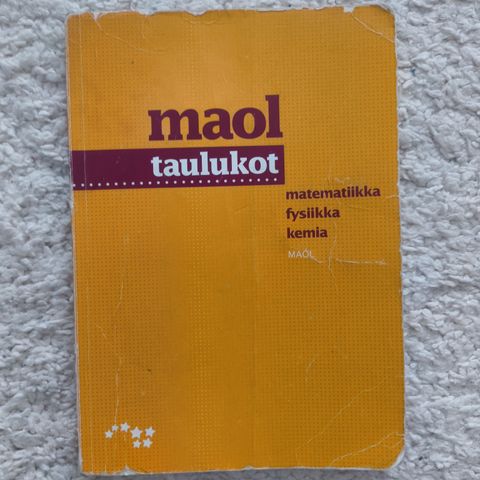 maol
taulukot
matematiikka
fysiikka
kemia
MAOL